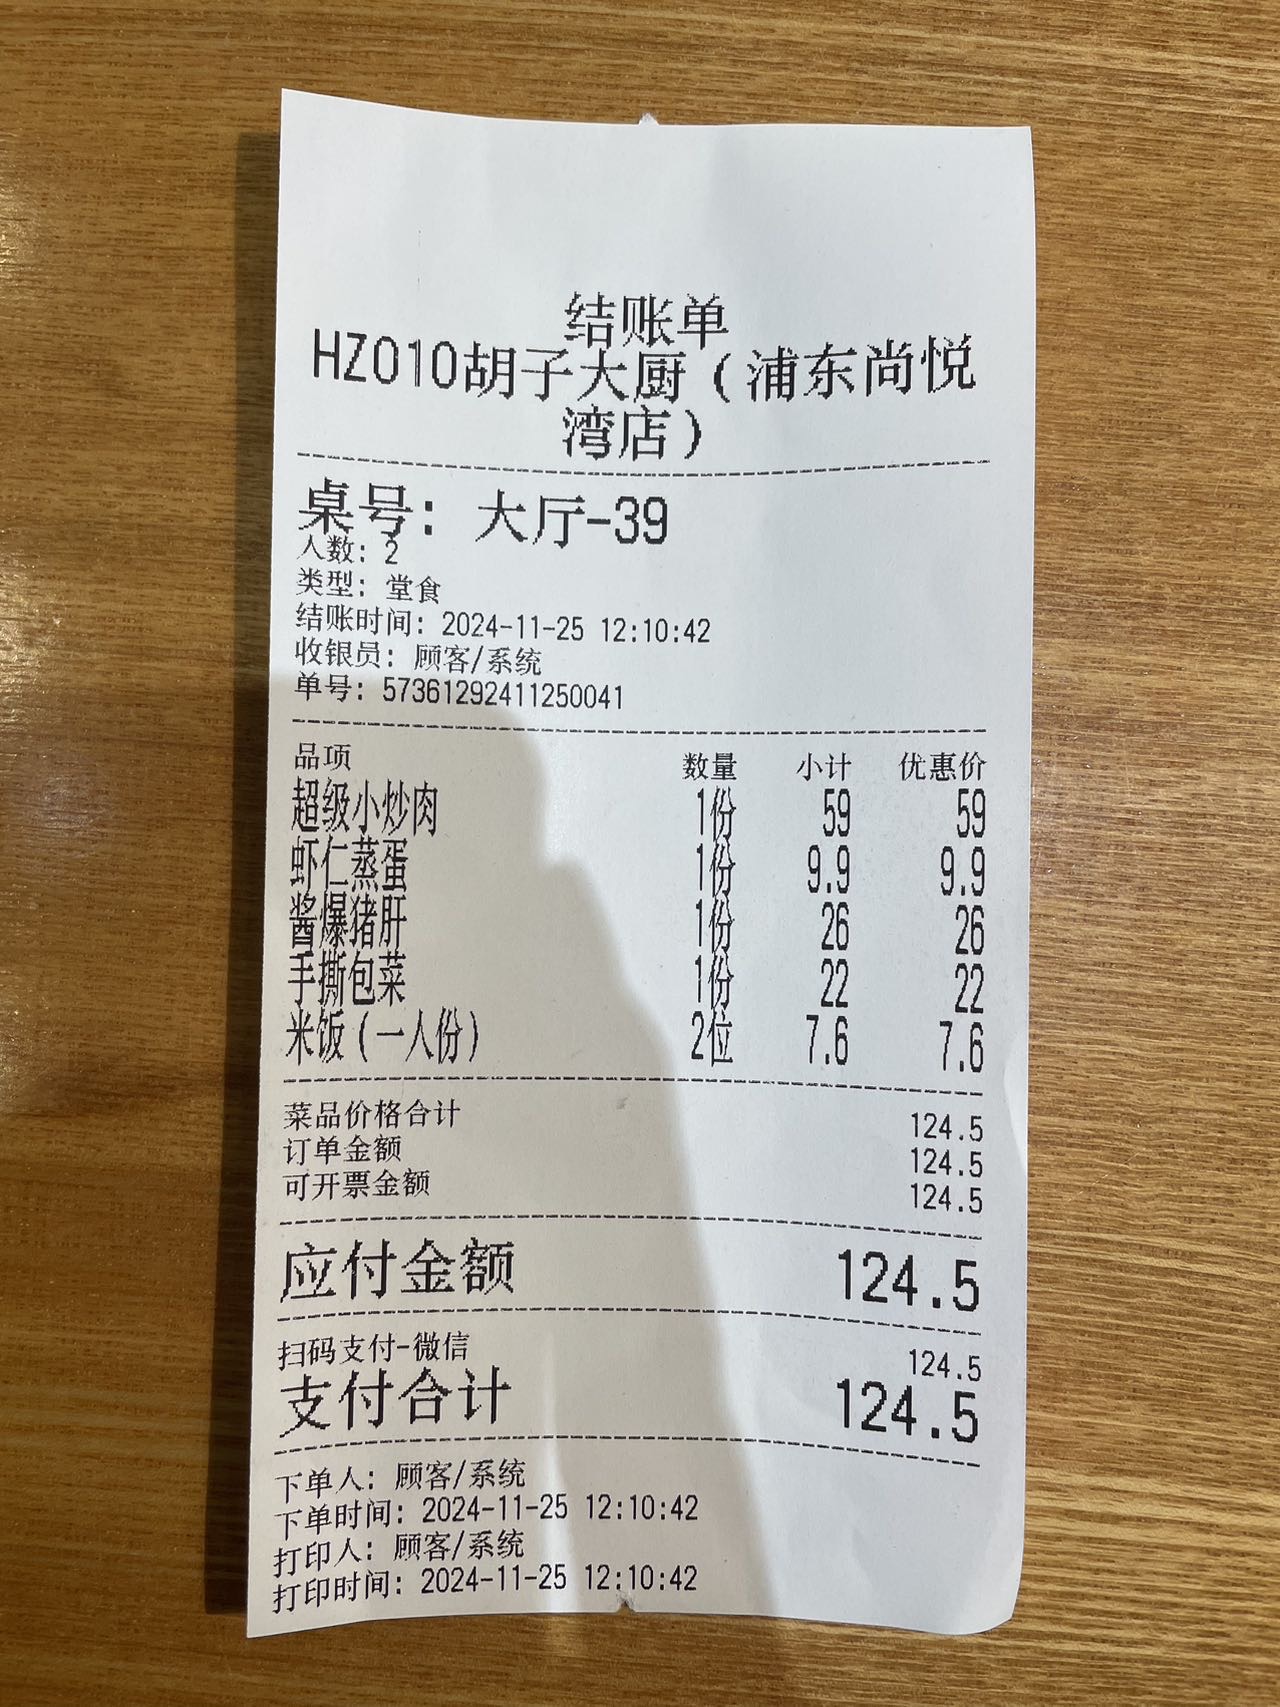 结账单
HZ010胡子大厨(浦东尚悦
湾店)
桌号: 大厅-39
人数: 2
类型: 堂食
结账时间: 2024-11-25 12:10:42
收银员: 顾客/系统
单号: 57361292411250041
品项 数量 小计 优惠价
超级小炒肉 1份 59 59
虾仁蒸蛋 1份 9.9 9.9
酱爆猪肝 1份 26 26
手撕包菜 1份 22 22
米饭(一人份) 2位 7.6 7.6
菜品价格合计 124.5
订单金额 124.5
可开票金额 124.5
应付金额 124.5
扫码支付-微信 124.5
支付合计 124.5
下单人: 顾客/系统
下单时间: 2024-11-25 12:10:42
打印人: 顾客/系统
打印时间: 2024-11-25 12:10:42